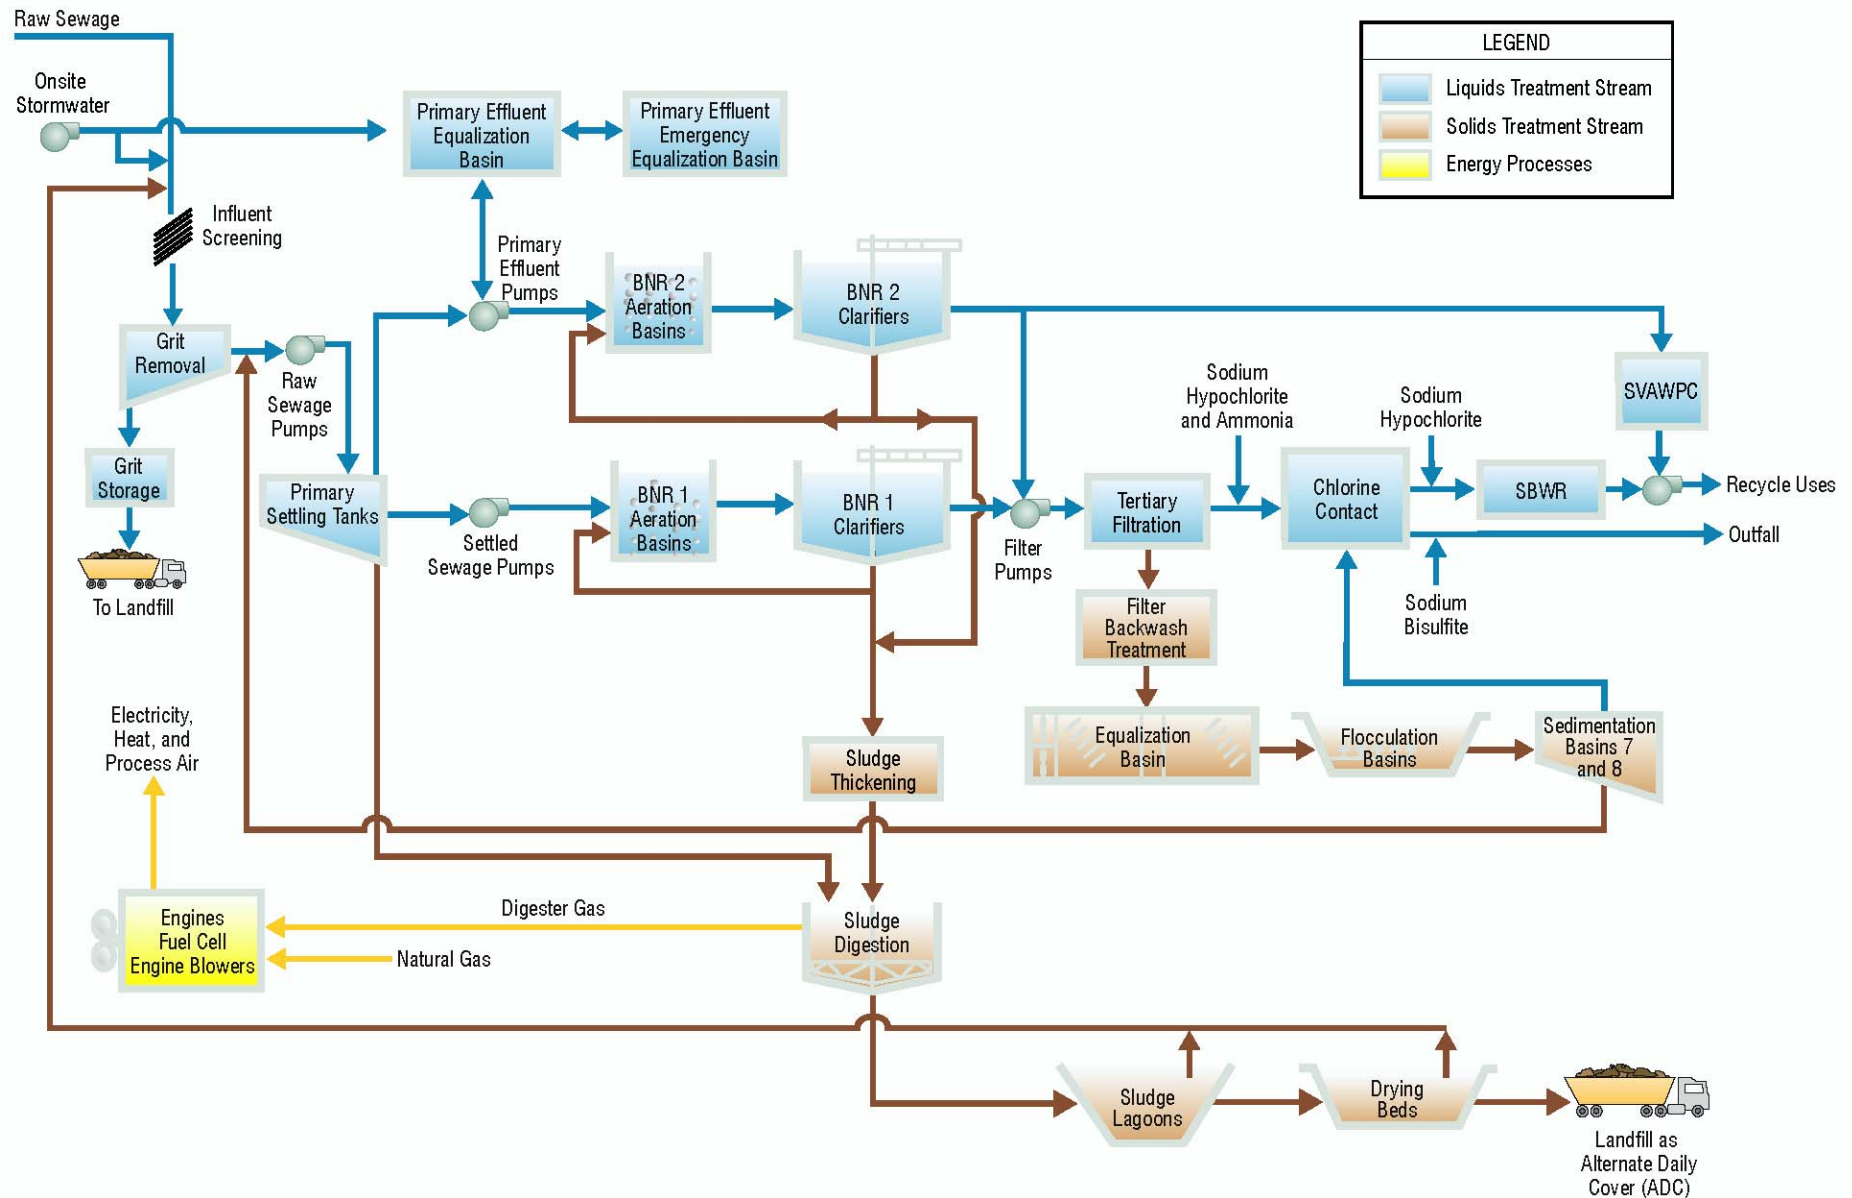 Raw Sewage
Onsite
Stormwater
Primary Effluent
Equalization
Basin
Primary Effluent
Emergency
Equalization Basin
LEGEND
Liquids Treatment Stream
Solids Treatment Stream
Energy Processes
Influent
Screening
Primary
Effluent
Pumps
BNR 2
Aeration
Basins
BNR 2
Clarifiers
Grit
Removal
Raw
Sewage
Pumps
Sodium
Hypochlorite
and Ammonia
Sodium
Hypochlorite
SVAWPC
Grit
Storage
Primary
Settling Tanks
Settled
Sewage Pumps
BNR 1
Aeration
Basins
BNR 1
Clarifiers
Filter
Pumps
Tertiary
Filtration
Chlorine
Contact
SBWR
Recycle Uses
Outfall
To Landfill
Filter
Backwash
Treatment
Sodium
Bisulfite
Electricity,
Heat, and
Process Air
Sludge
Thickening
Equalization
Basin
Flocculation
Basins
Sedimentation
Basins 7
and 8
Engines
Fuel Cell
Engine Blowers
Digester Gas
Natural Gas
Sludge
Digestion
Sludge
Lagoons
Drying
Beds
Landfill as
Alternate Daily
Cover (ADC)